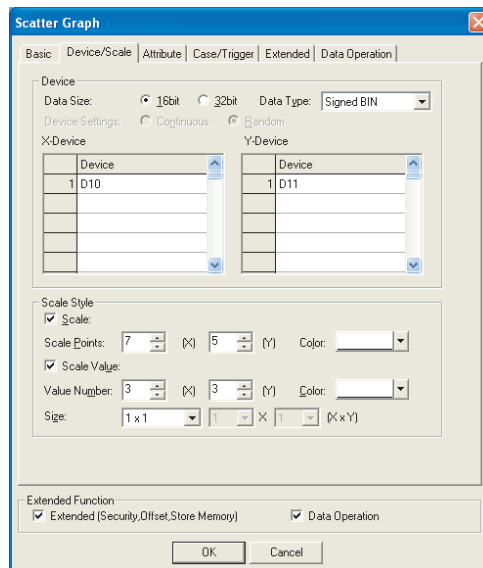 Scatter Graph
Basic Device/Scale Attribute Case/Trigger Extended Data Operation
Device
Data Size: 16bit 32bit Data Type: Signed BIN
Device Settings: Continuous Random
X-Device Y-Device
Device Device
1 D10 1 D11
Scale Style
Scale:
Scale Points: 7 (X) 5 (Y) Color:
Scale Value:
Value Number: 3 (X) 3 (Y) Color:
Size: 1 x 1 1 X 1 (X x Y)
Extended Function
Extended (Security,Offset,Store Memory) Data Operation
OK Cancel